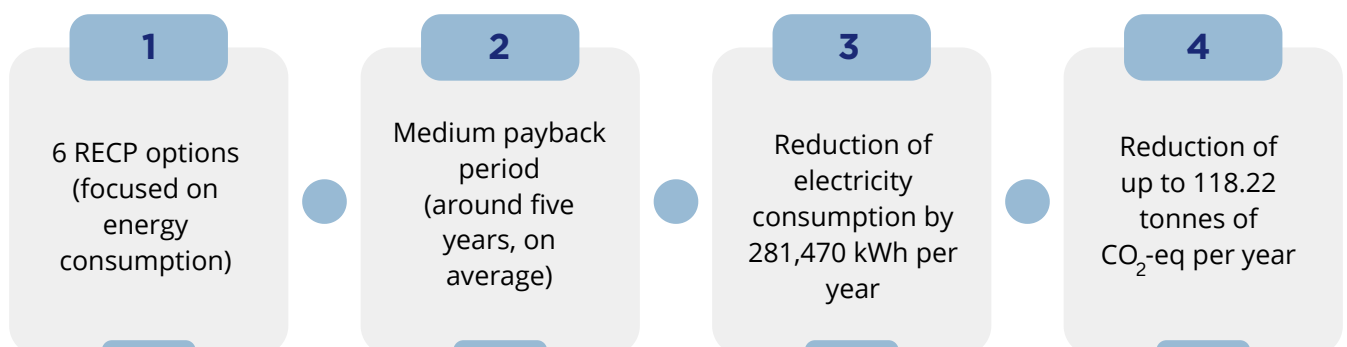 1
6 RECP options
(focused on
energy
consumption)
2
Medium payback
period
(around five
years, on
average)
3
Reduction of
electricity
consumption by
281,470 kWh per
year
4
Reduction of
up to 118.22
tonnes of
CO₂-eq per year